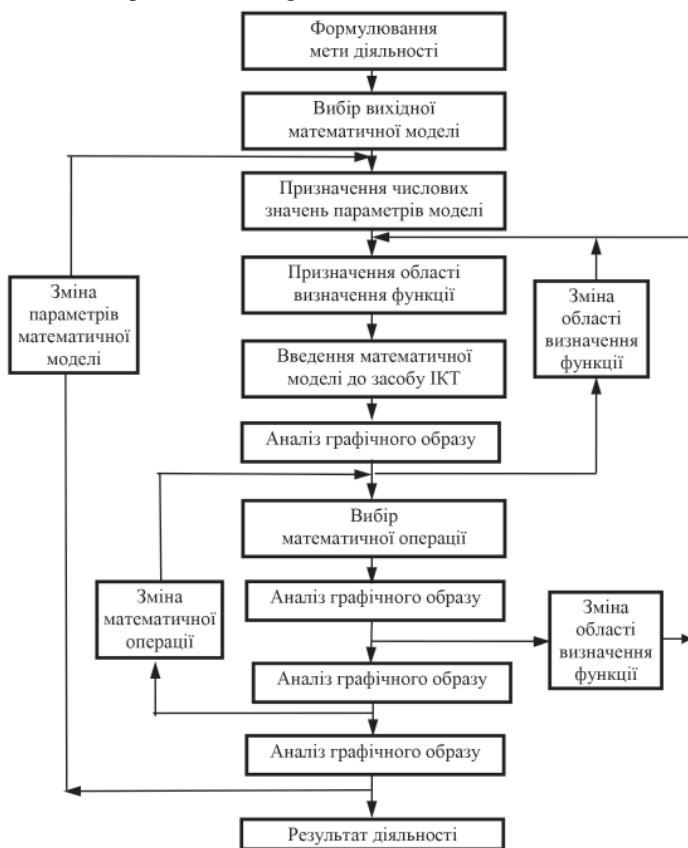 Формулювання
мети діяльності
Вибір вихідної
математичної моделі
Призначення числових
значень параметрів моделі
Зміна
параметрів
математичної
моделі
Призначення області
визначення функції
Зміна
області
визначення
функції
Введення математичної
моделі до засобу ІКТ
Аналіз графічного образу
Вибір
математичної операції
Зміна
математичної
операції
Аналіз графічного образу
Зміна
області
визначення
функції
Аналіз графічного образу
Аналіз графічного образу
Результат діяльності